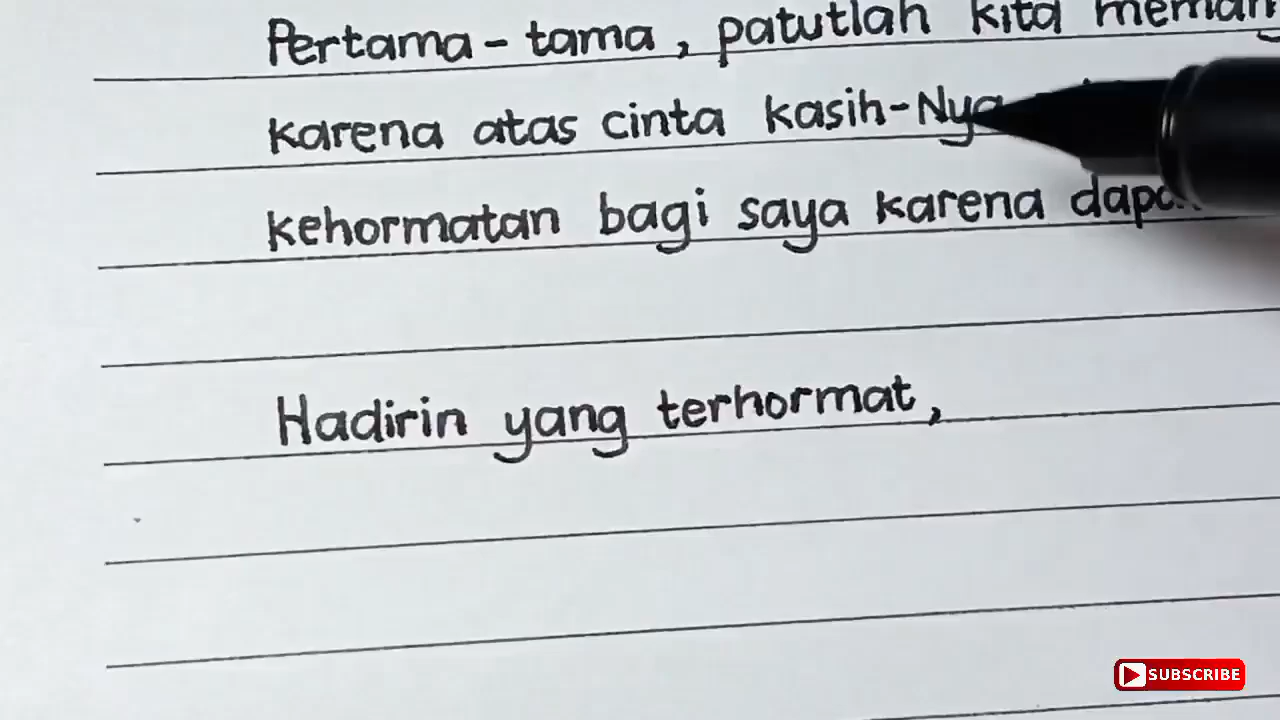 Pertama-tama, patutlah kita
karena atas cinta kasih-Nya
kehormatan bagi saya karena
Hadirin yang terhormat,
SUBSCRIBE